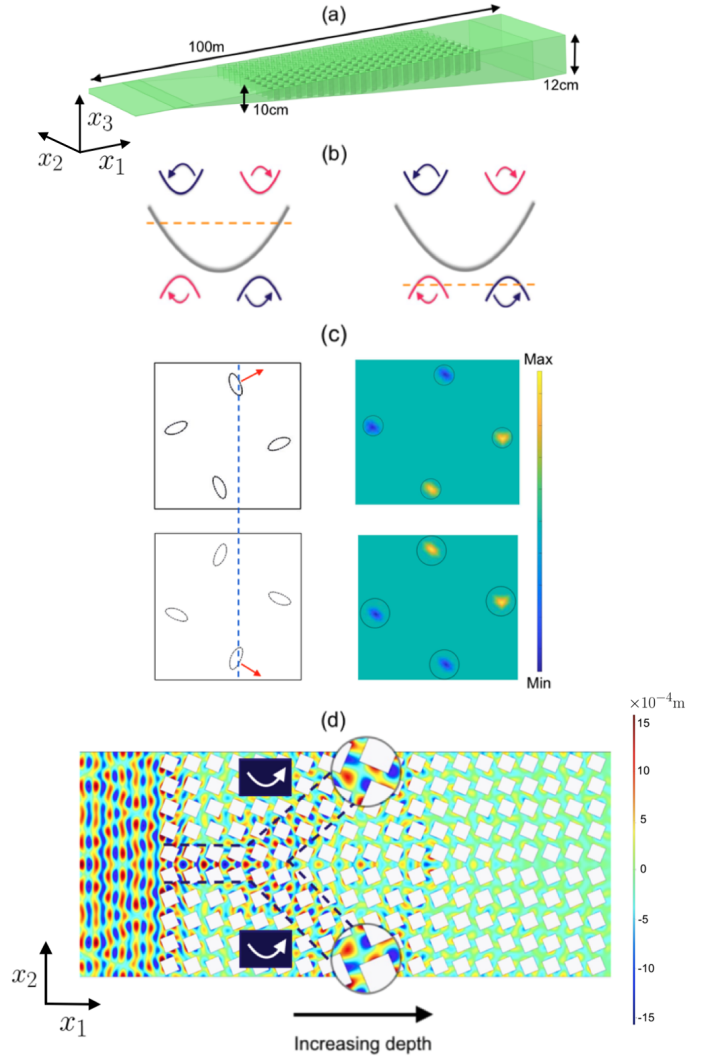 (a)
100m
10cm
12cm
x₃
x₂
x₁
(b)
(c)
Max
Min
(d)
×10⁻⁴m
15
10
5
0
-5
-10
-15
x₂
x₁
Increasing depth